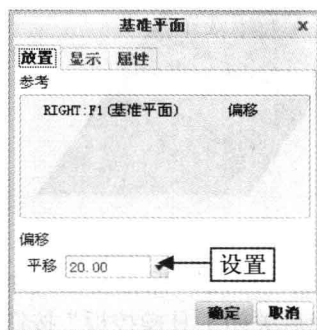 基准平面 x
放置 显示 属性
参考
RIGHT:F1(基准平面) 偏移
偏移
平移 20.00
设置
确定 取消